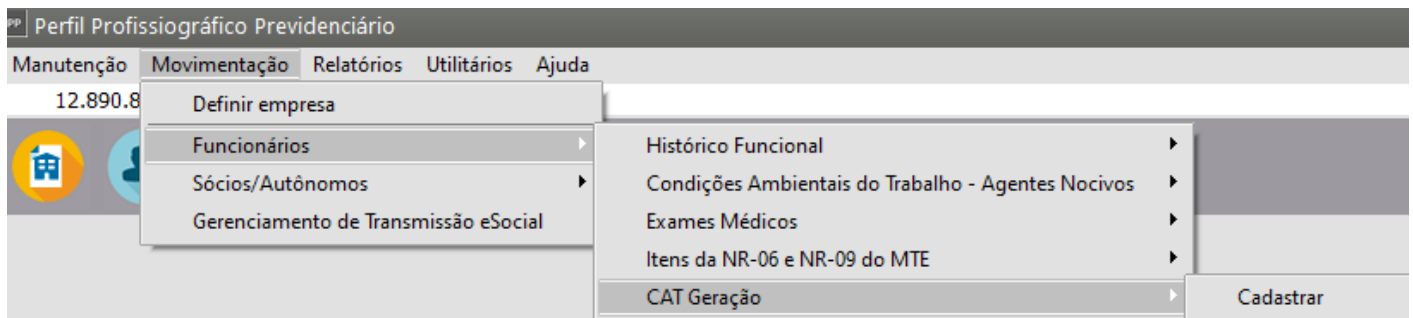 PP Perfil Profissiográfico Previdenciário
Manutenção Movimentação Relatórios Utilitários Ajuda
12.890.8
Definir empresa
Funcionários
Sócios/Autônomos
Gerenciamento de Transmissão eSocial
Histórico Funcional
Condições Ambientais do Trabalho - Agentes Nocivos
Exames Médicos
Itens da NR-06 e NR-09 do MTE
CAT Geração
Cadastrar